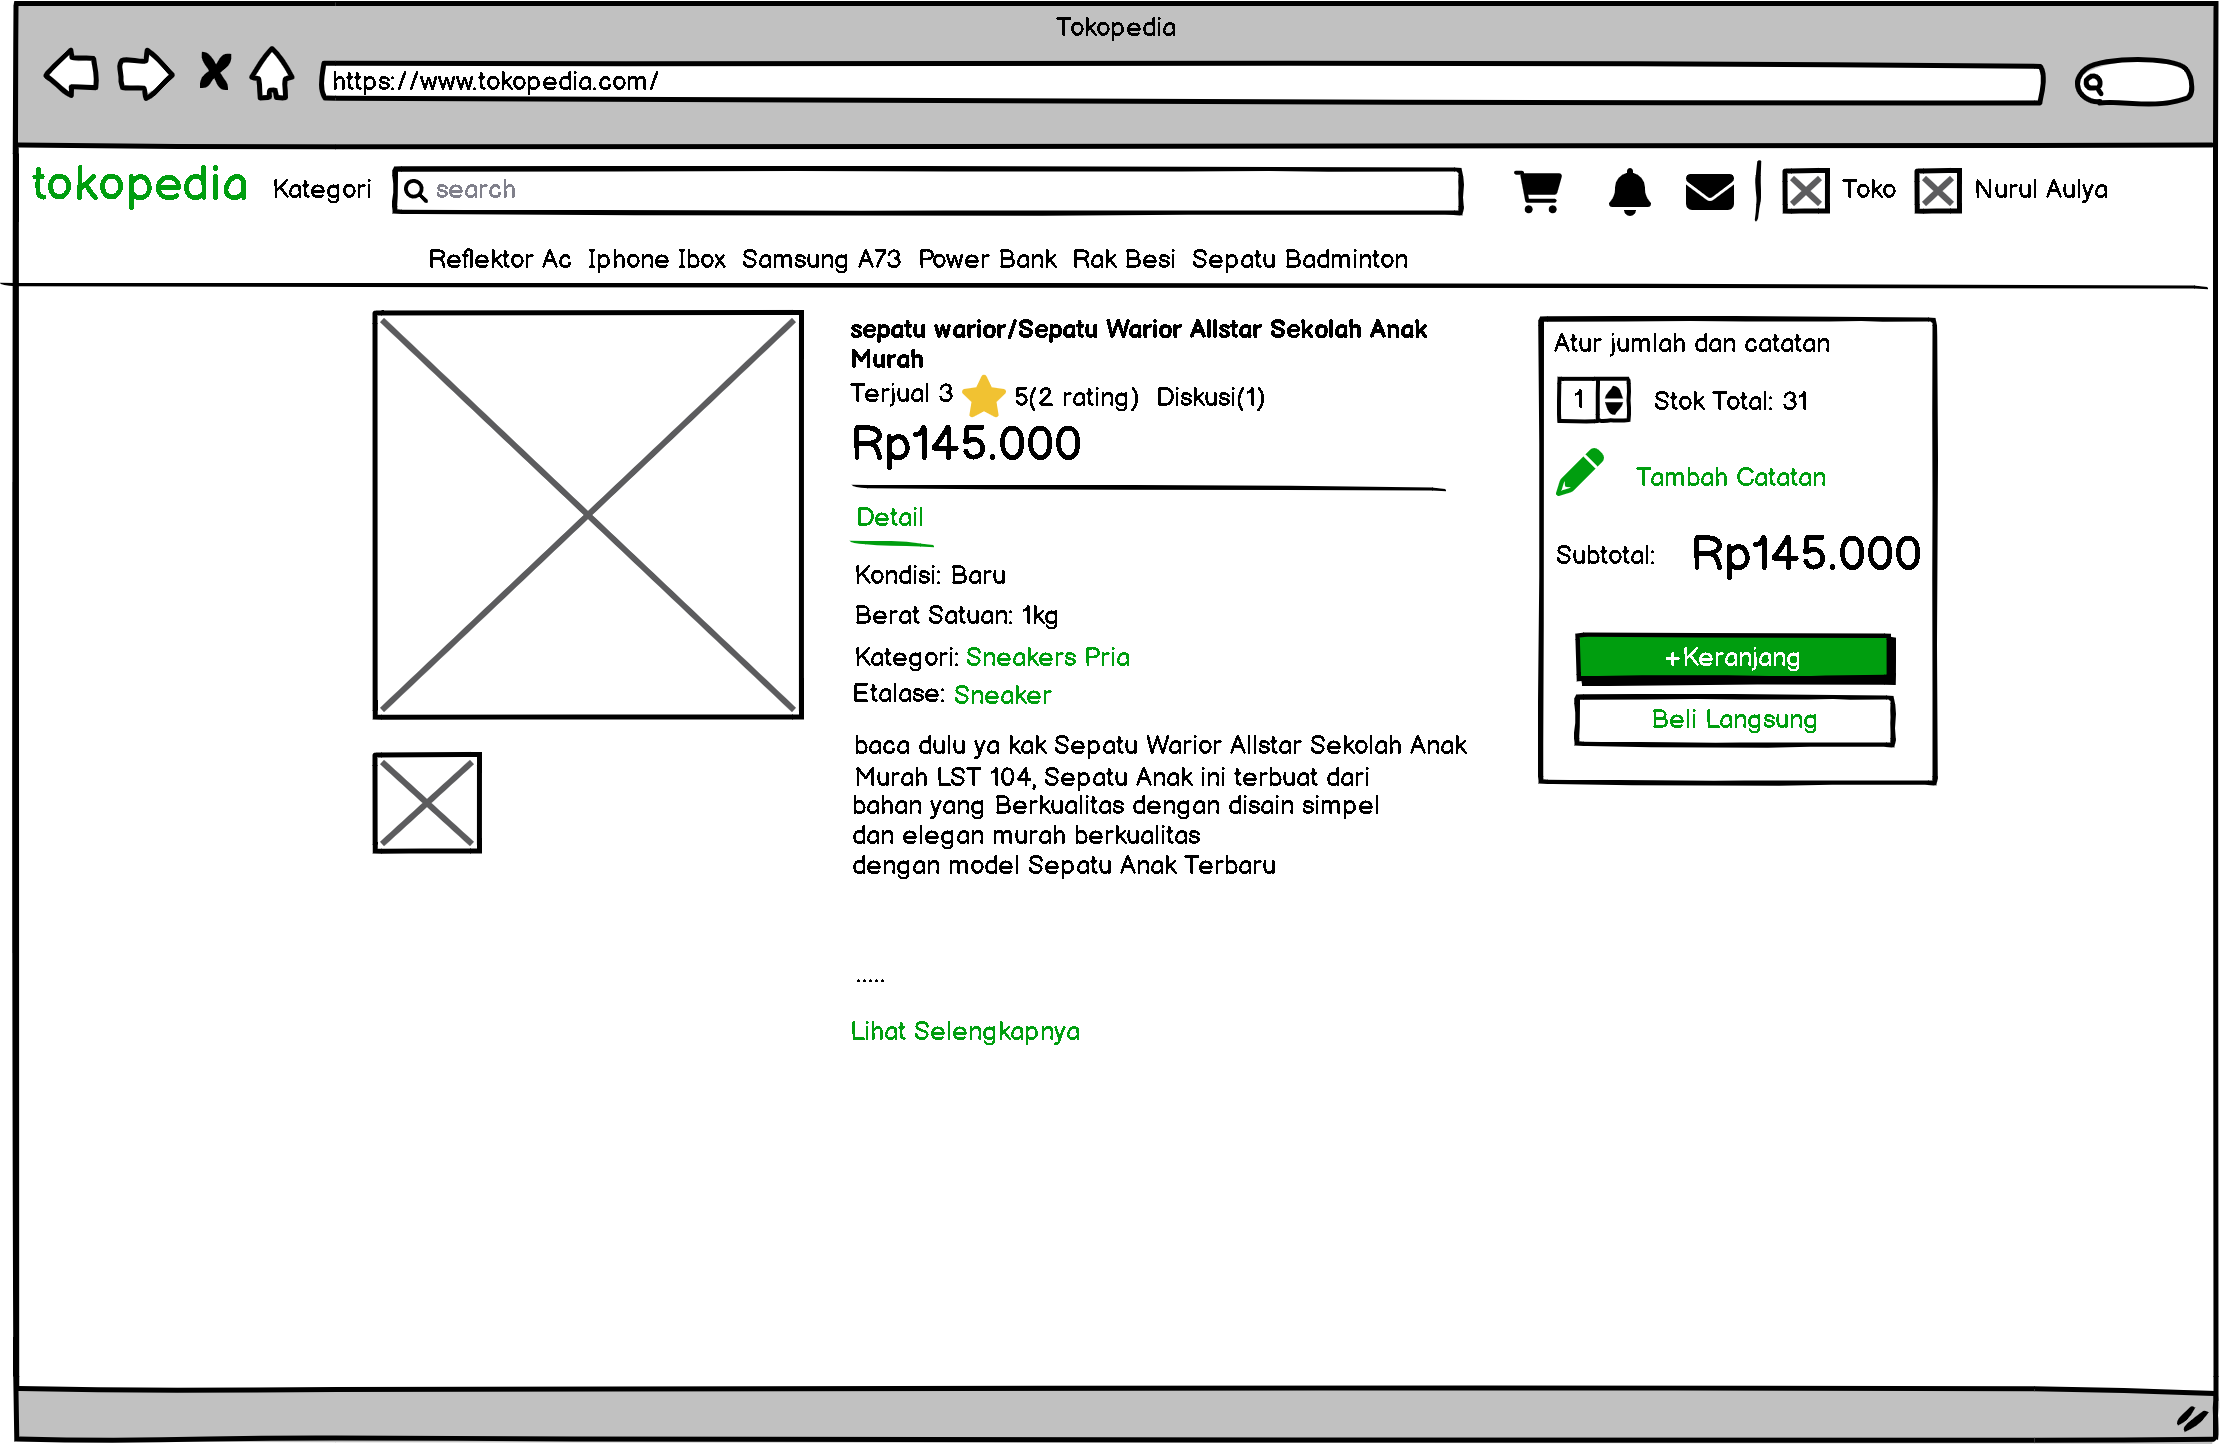 Tokopedia
https://www.tokopedia.com/
tokopedia Kategori search Toko Nurul Aulya
Reflektor Ac Iphone Ibox Samsung A73 Power Bank Rak Besi Sepatu Badminton
sepatu warior/Sepatu Warior Allstar Sekolah Anak
Murah
Terjual 3 5(2 rating) Diskusi(1)
Rp145.000
Detail
Kondisi: Baru
Berat Satuan: 1kg
Kategori: Sneakers Pria
Etalase: Sneaker
baca dulu ya kak Sepatu Warior Allstar Sekolah Anak
Murah LST 104, Sepatu Anak ini terbuat dari
bahan yang Berkualitas dengan disain simpel
dan elegan murah berkualitas
dengan model Sepatu Anak Terbaru
.....
Lihat Selengkapnya
Atur jumlah dan catatan
1 Stok Total: 31
Tambah Catatan
Subtotal: Rp145.000
+Keranjang
Beli Langsung